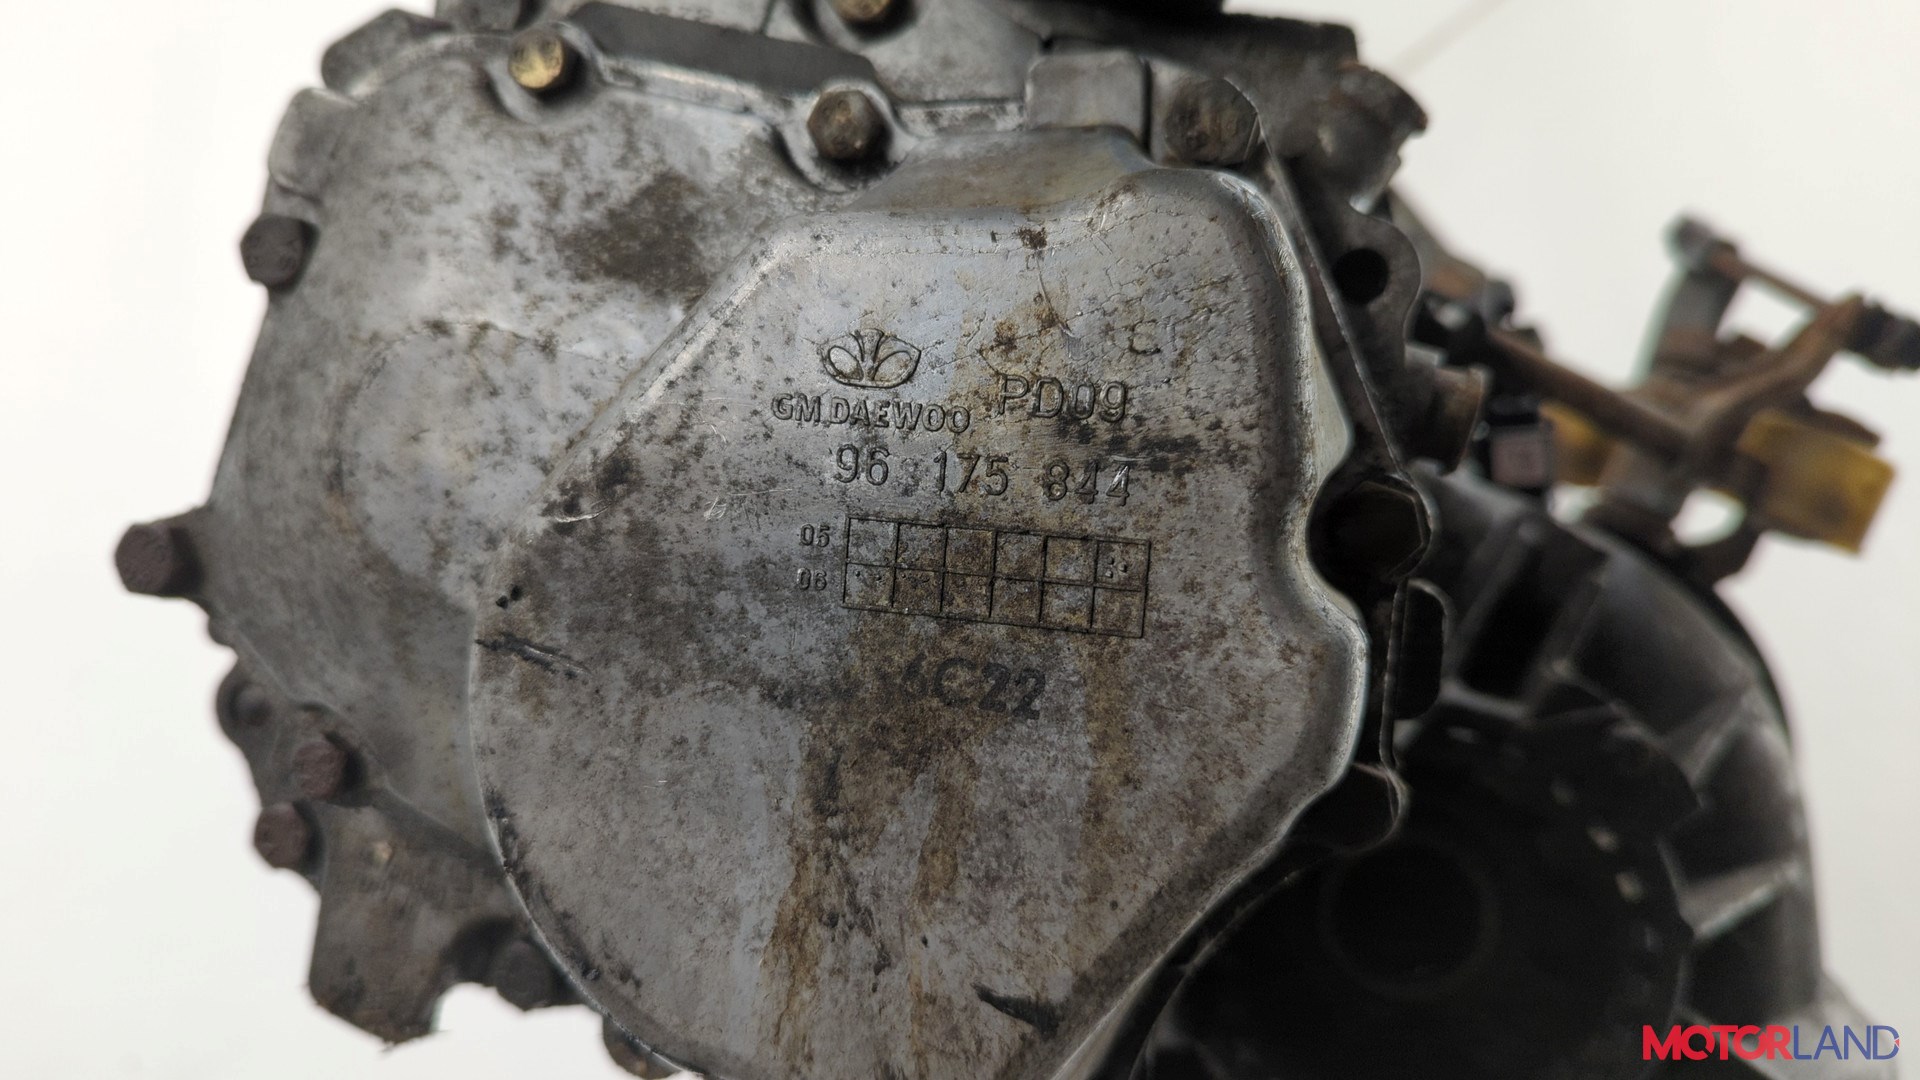 GM DAEWOO PD09
96 175 844
05
06
6C22
MOTORLAND